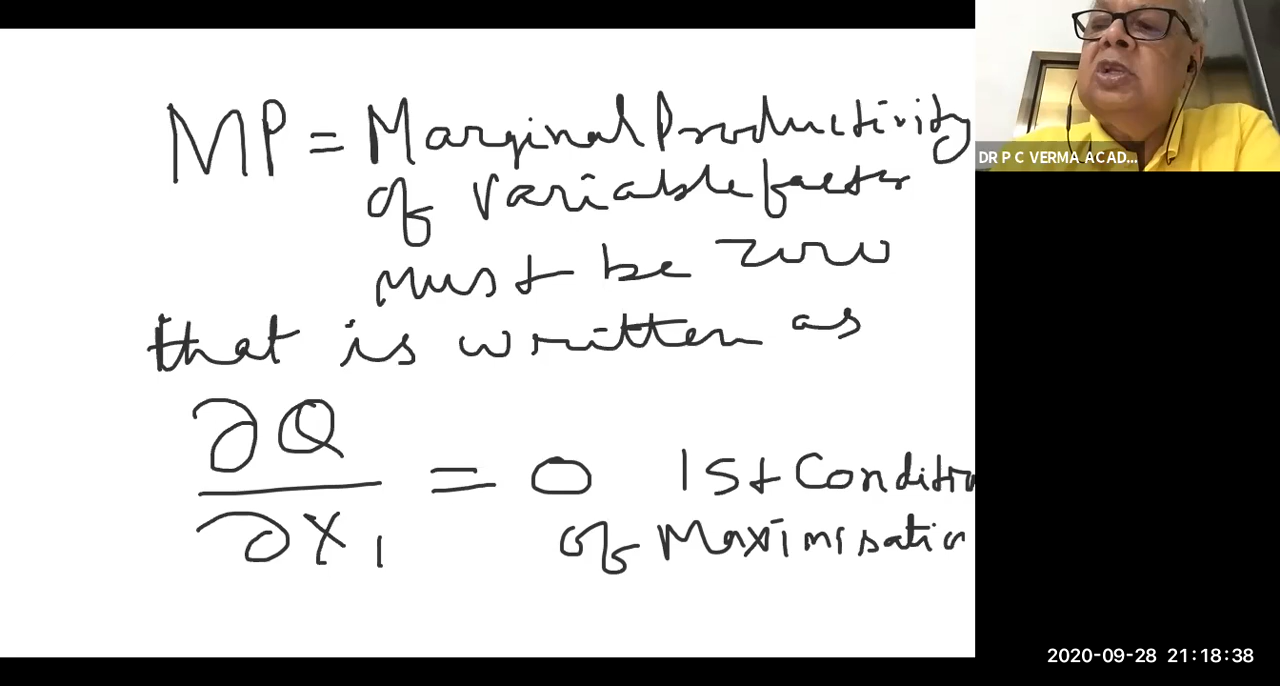 MP = Marginal Productivity
of variable factor
must be zero
that is written as
∂Q
∂X1
= 0 1st Condition
of Maximisation
DR P C VERMA ACAD...
2020-09-28 21:18:38